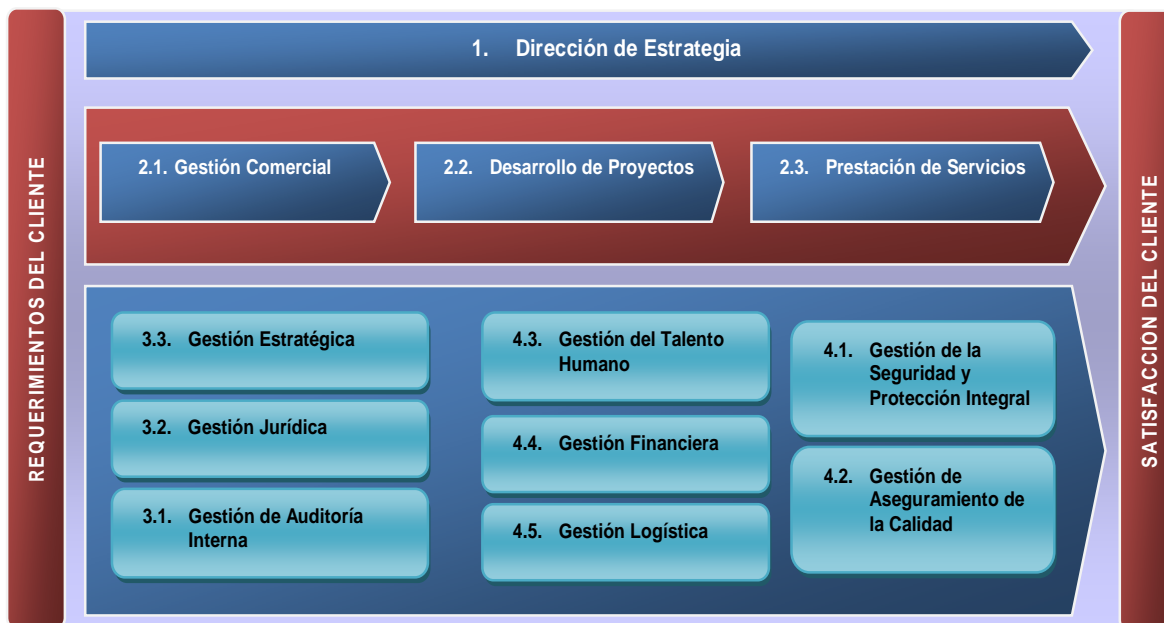 REQUERIMIENTOS DEL CLIENTE
1. Dirección de Estrategia
2.1. Gestión Comercial
2.2. Desarrollo de Proyectos
2.3. Prestación de Servicios
3.3. Gestión Estratégica
3.2. Gestión Jurídica
3.1. Gestión de Auditoría
Interna
4.3. Gestión del Talento
Humano
4.4. Gestión Financiera
4.5. Gestión Logística
4.1. Gestión de la
Seguridad y
Protección Integral
4.2. Gestión de
Aseguramiento de
la Calidad
SATISFACCION DEL CLIENTE